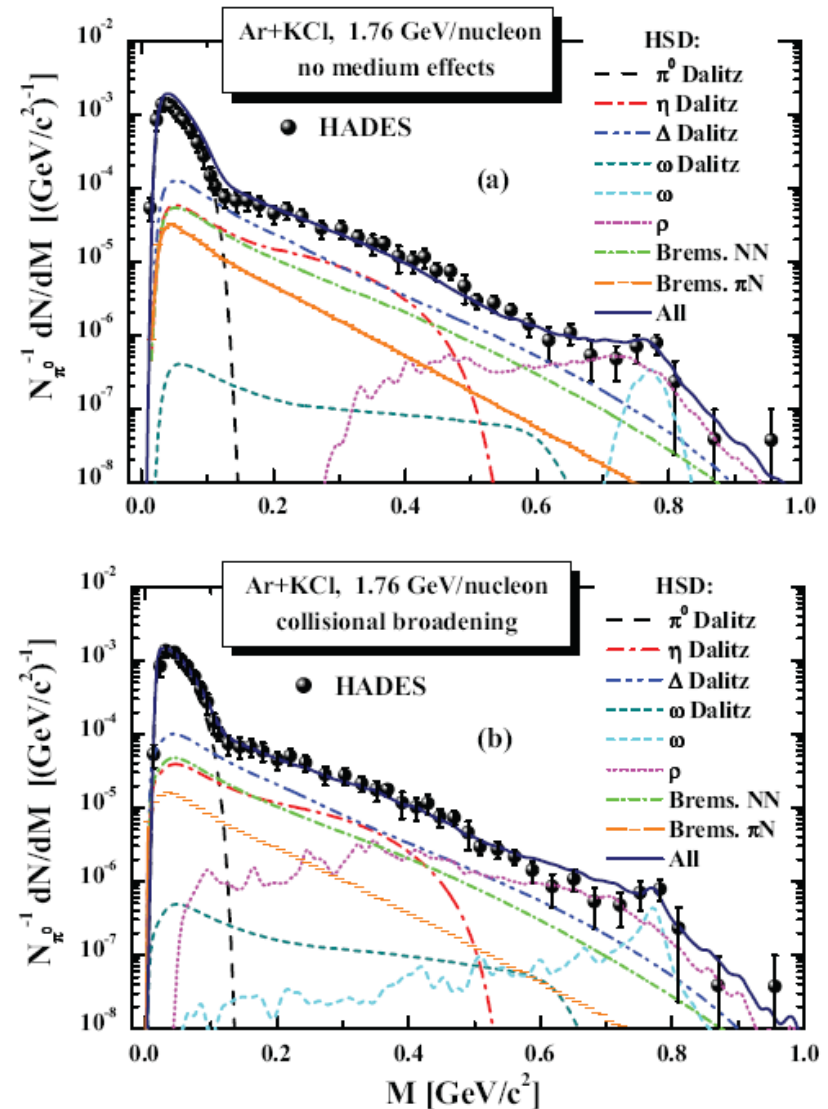 Ar+KCl, 1.76 GeV/nucleon
no medium effects
HADES
(a)
HSD:
π⁰ Dalitz
η Dalitz
Δ Dalitz
ω Dalitz
ω
ρ
Brems. NN
Brems. πN
All
N_π⁰⁻¹ dN/dM [(GeV/c²)⁻¹]
10⁻²
10⁻³
10⁻⁴
10⁻⁵
10⁻⁶
10⁻⁷
10⁻⁸
0.0 0.2 0.4 0.6 0.8 1.0
Ar+KCl, 1.76 GeV/nucleon
collisional broadening
HADES
(b)
HSD:
π⁰ Dalitz
η Dalitz
Δ Dalitz
ω Dalitz
ω
ρ
Brems. NN
Brems. πN
All
N_π⁰⁻¹ dN/dM [(GeV/c²)⁻¹]
10⁻²
10⁻³
10⁻⁴
10⁻⁵
10⁻⁶
10⁻⁷
10⁻⁸
0.0 0.2 0.4 0.6 0.8 1.0
M [GeV/c²]